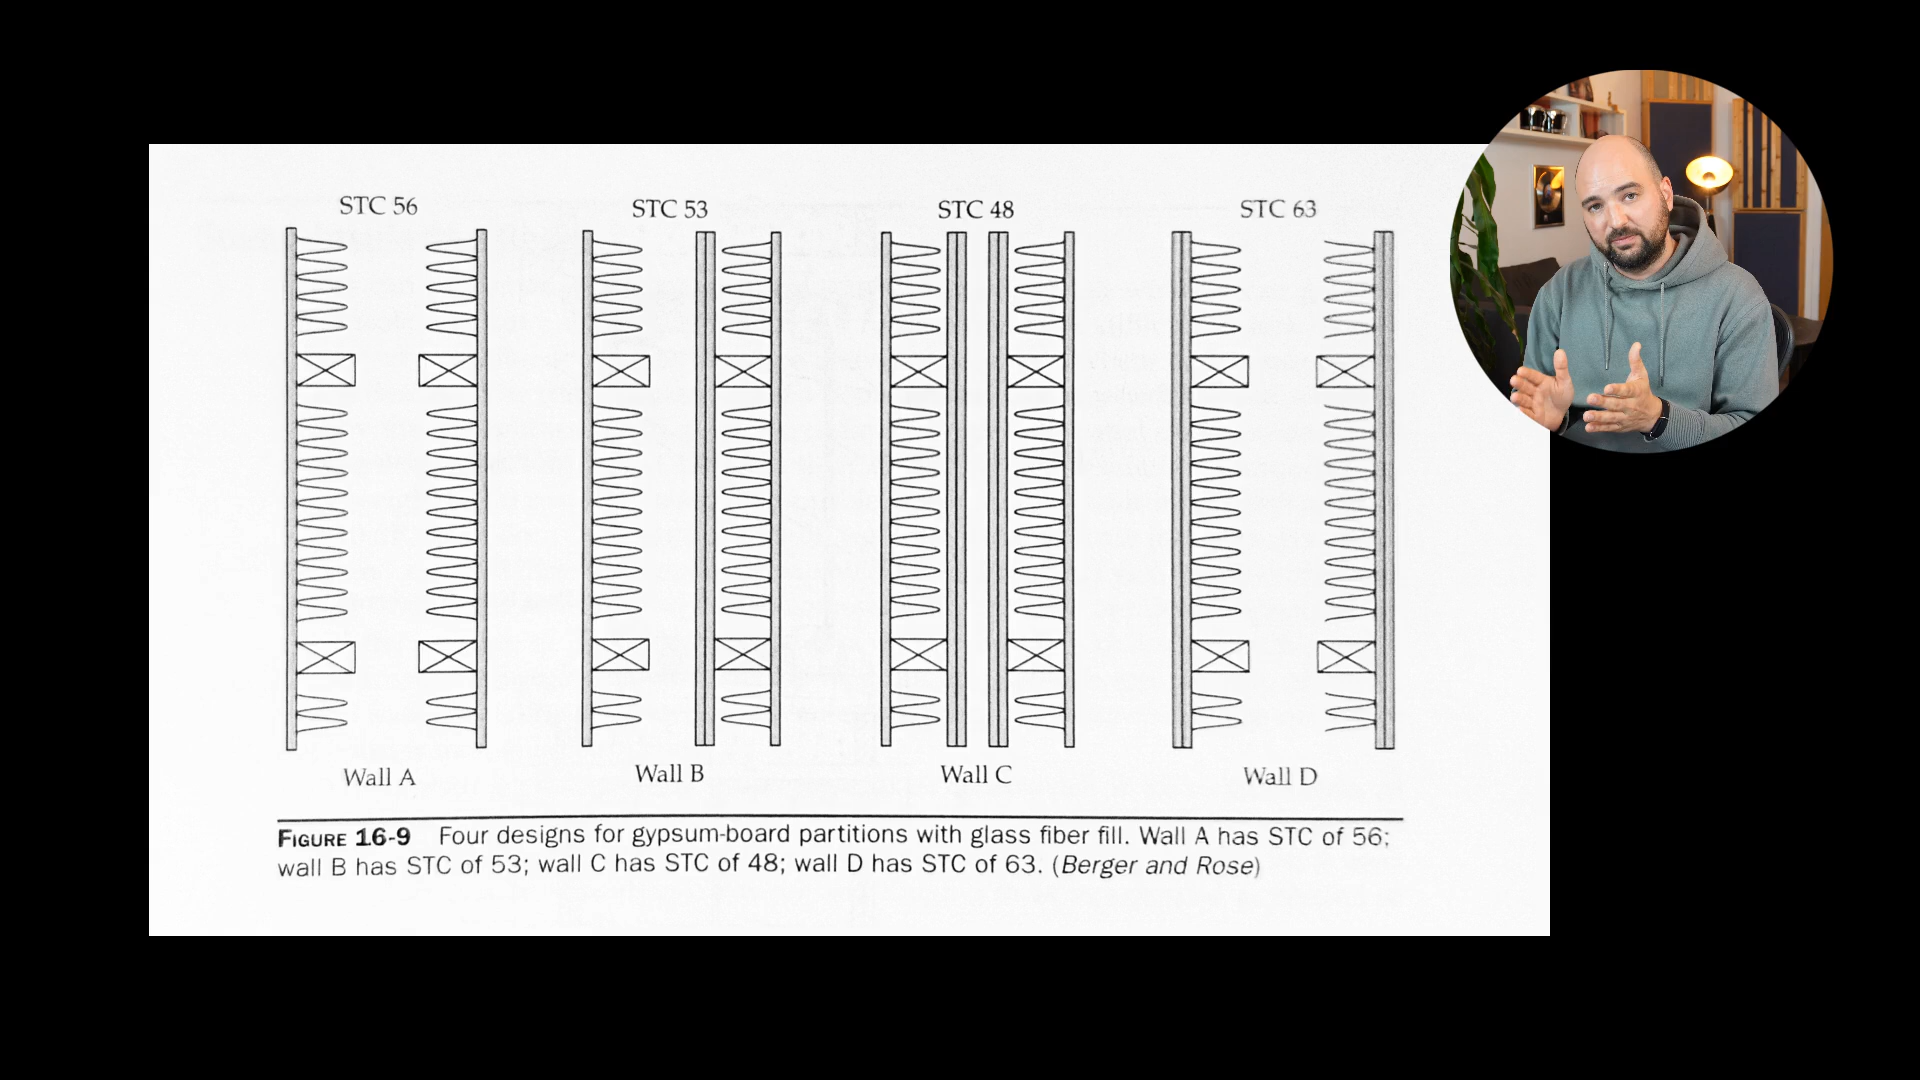 STC 56 STC 53 STC 48 STC 63
Wall A Wall B Wall C Wall D
FIGURE 16-9 Four designs for gypsum-board partitions with glass fiber fill. Wall A has STC of 56;
wall B has STC of 53; wall C has STC of 48; wall D has STC of 63. (Berger and Rose)